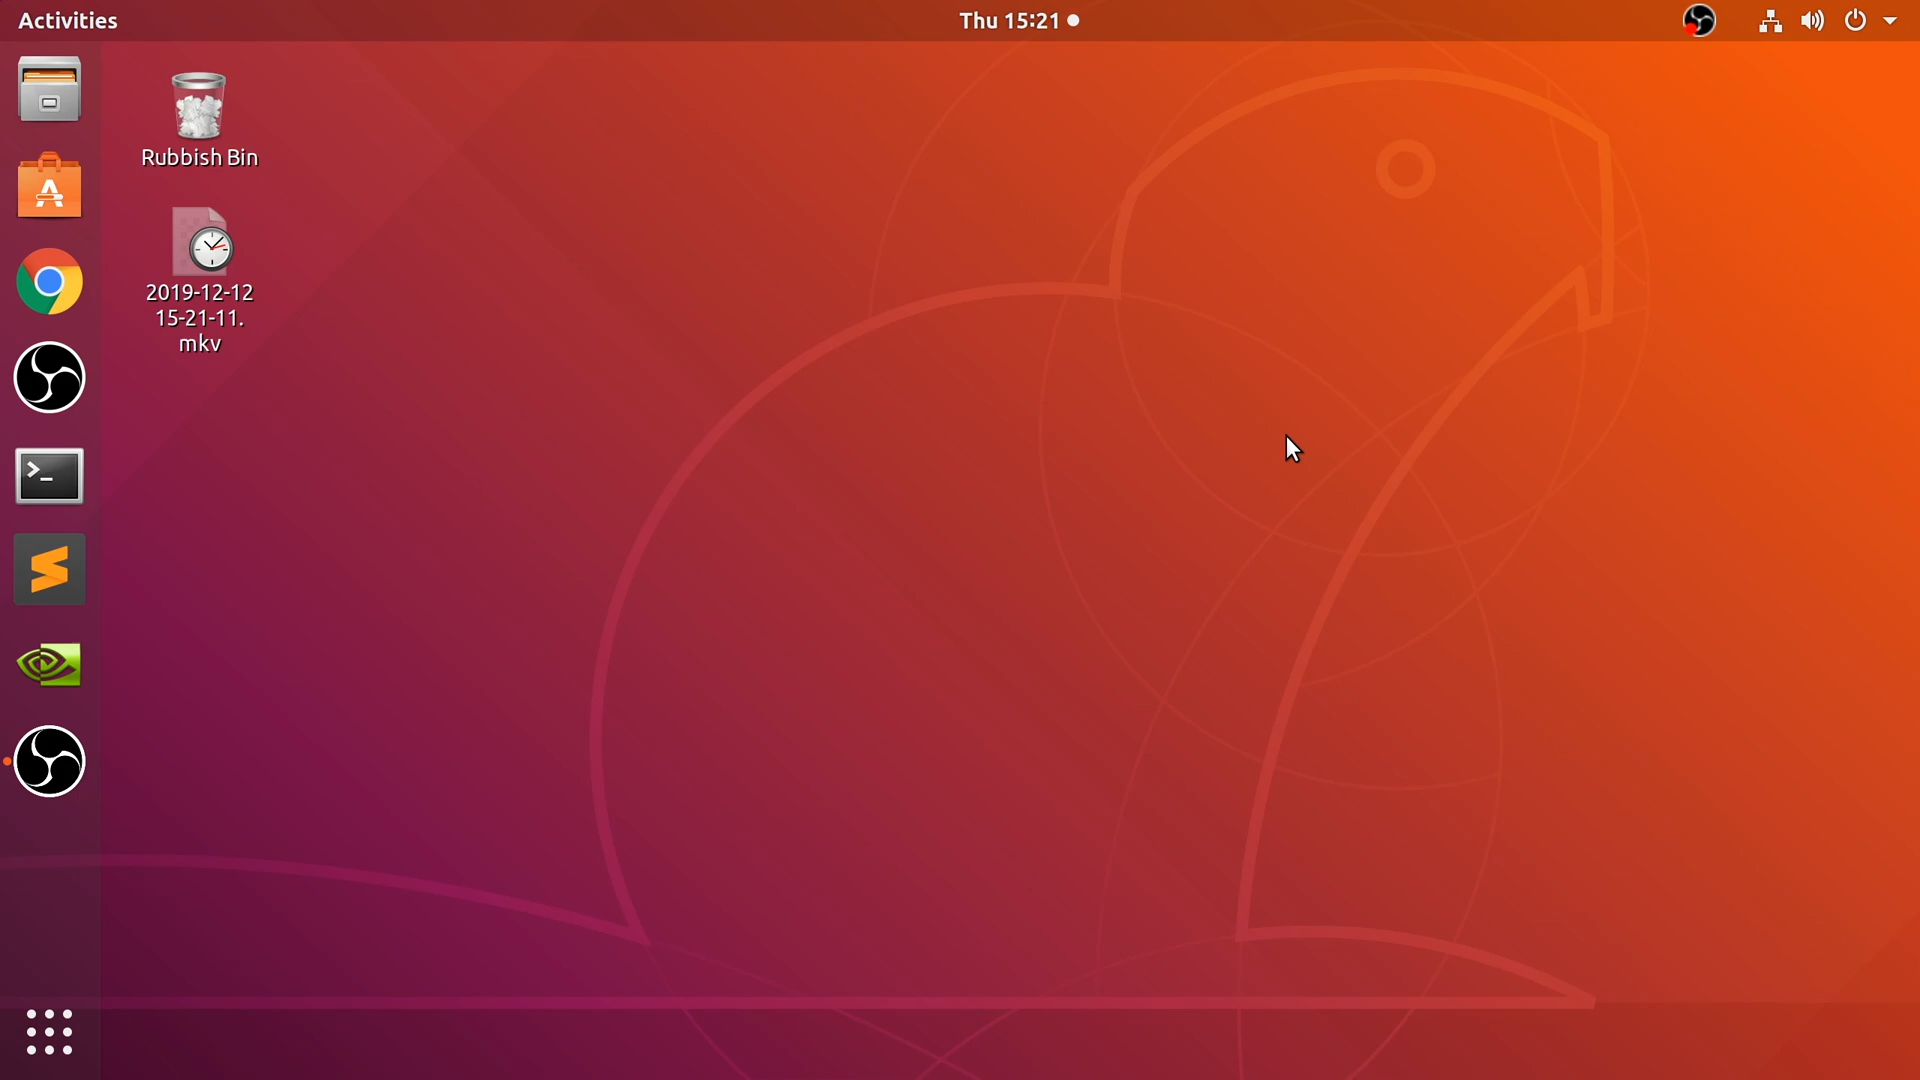 Activities
Thu 15:21
Rubbish Bin
2019-12-12
15-21-11.
mkv